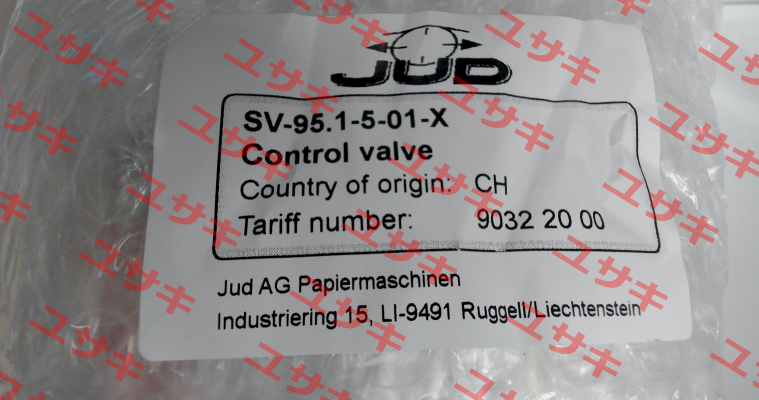 JUD
SV-95.1-5-01-X
Control valve
Country of origin: CH
Tariff number: 9032 20 00
Jud AG Papiermaschinen
Industriering 15, LI-9491 Ruggell/Liechtenstein
ユサキ